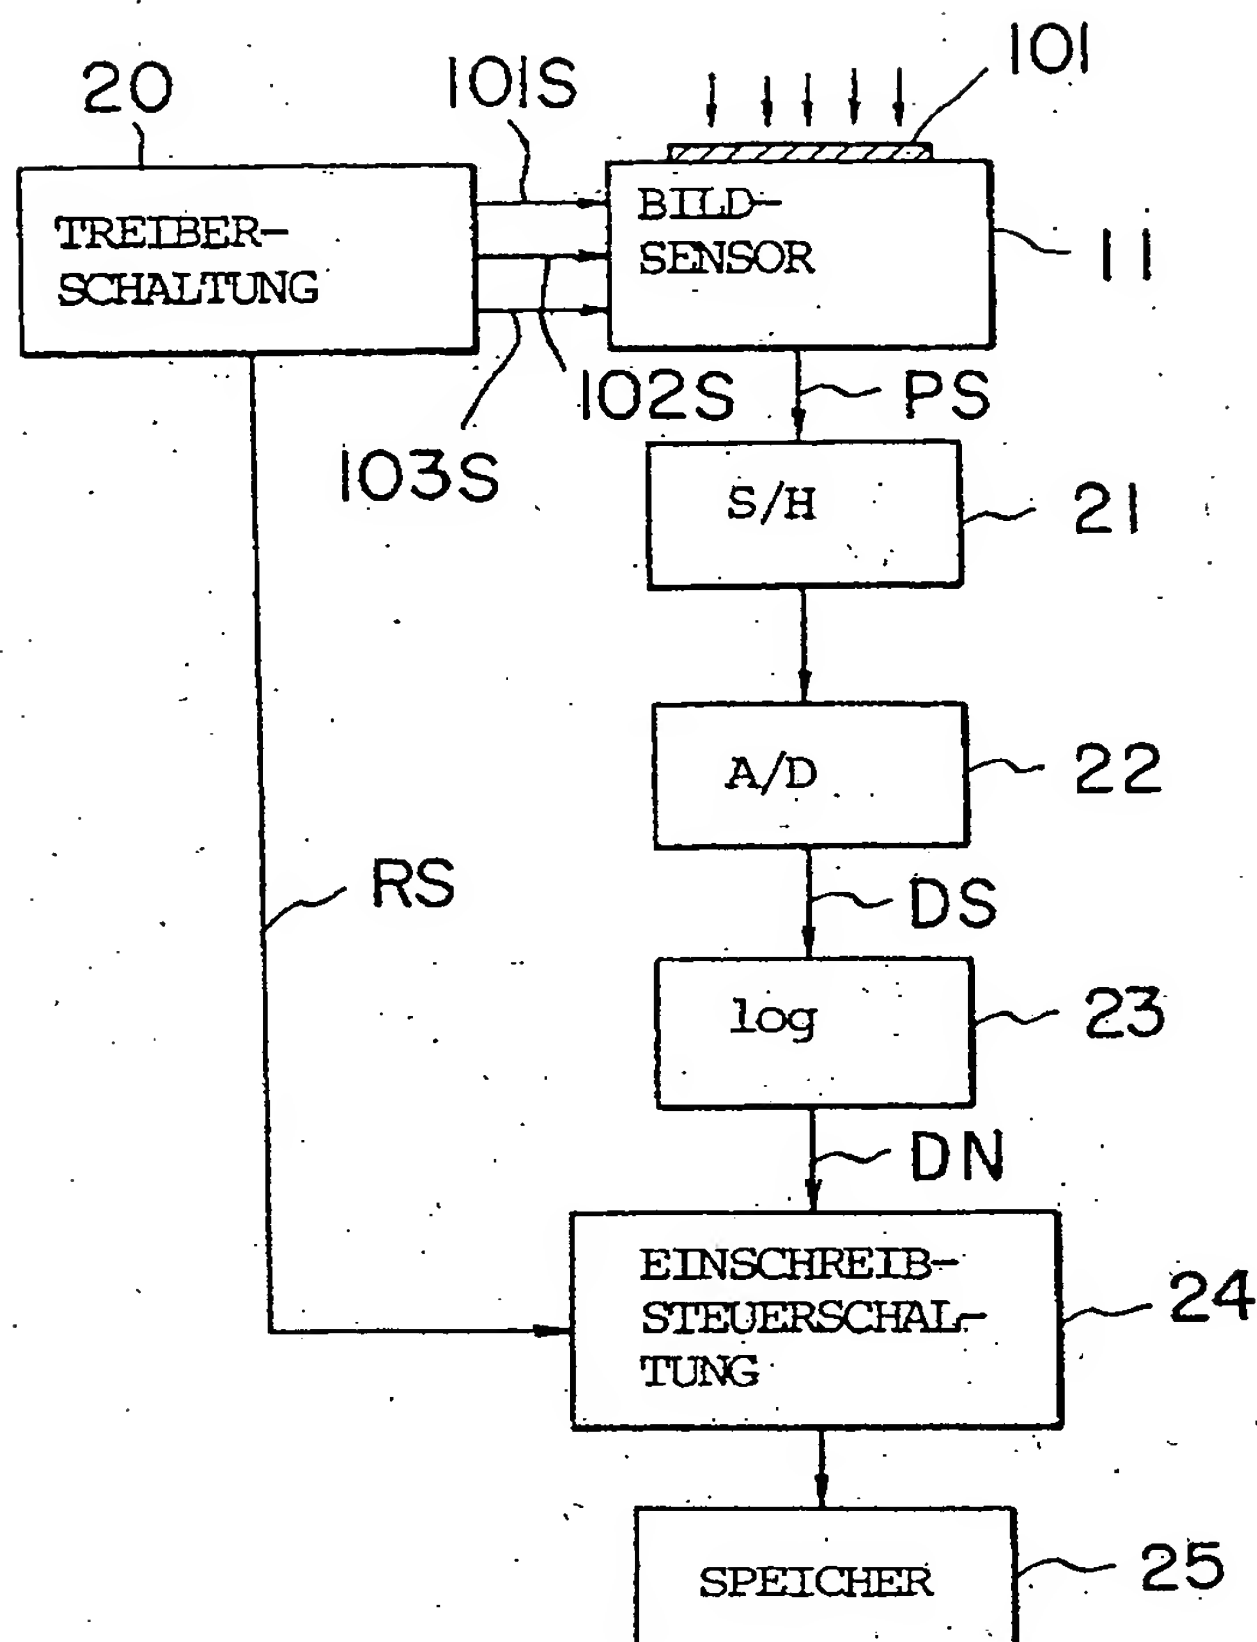 101
20
101S
TREIBER-
SCHALTUNG
BILD-
SENSOR
11
102S
PS
103S
S/H
21
A/D
22
RS
DS
log
23
DN
EINSCHREIB-
STEUERSCHAL-
TUNG
24
SPEICHER
25